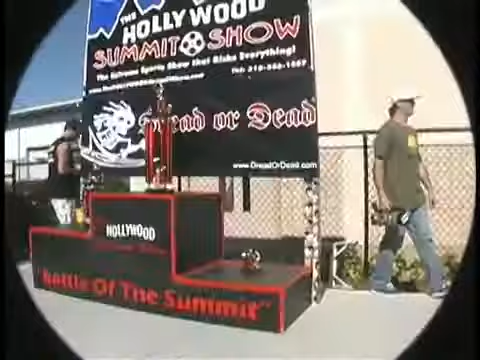 THE
HOLLYWOOD
SUMMIT SHOW
The Extreme Sports Show that Risks Everything!
Dread or Dead
www.DreadOrDead.com
HOLLYWOOD
"Battle Of The Summit"